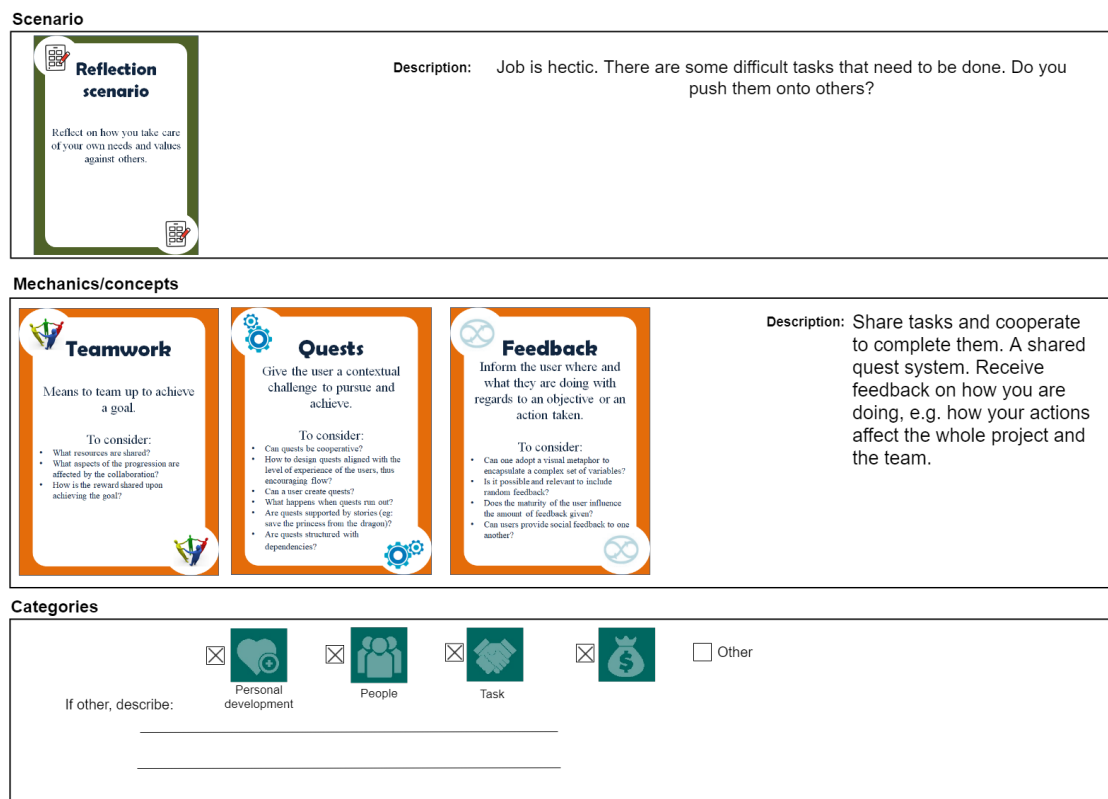 Scenario
Reflection
scenario
Reflect on how you take care
of your own needs and values
against others.
Description: Job is hectic. There are some difficult tasks that need to be done. Do you
push them onto others?
Mechanics/concepts
Teamwork
Means to team up to achieve
a goal.
To consider:
• What resources are shared?
• What aspects of the progression are
affected by the collaboration?
• How is the reward shared upon
achieving the goal?
Quests
Give the user a contextual
challenge to pursue and
achieve.
To consider:
• Can quests be cooperative?
• How to design quests aligned with the
level of experience of the users, thus
encouraging flow?
• Can a user create quests?
• What happens when quests run out?
• Are quests supported by stories (eg:
save the princess from the dragon)?
• Are quests structured with
dependencies?
Feedback
Inform the user where and
what they are doing with
regards to an objective or an
action taken.
To consider:
• Can one adopt a visual metaphor to
encapsulate a complex set of variables?
• Is it possible and relevant to include
random feedback?
• Does the maturity of the user influence
the amount of feedback given?
• Can users provide social feedback to one
another?
Description: Share tasks and cooperate
to complete them. A shared
quest system. Receive
feedback on how you are
doing, e.g. how your actions
affect the whole project and
the team.
Categories
Personal
development
People
Task
$
Other
If other, describe: